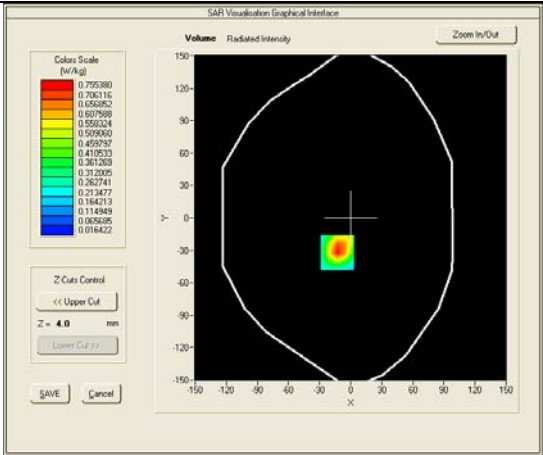 SAR Visualisation Graphical Interface
Volume Radiated Intensity
Zoom In/Out
Colors Scale
(W/kg)
0.755380
0.706116
0.656852
0.607588
0.558324
0.509060
0.459797
0.410533
0.361269
0.312005
0.262741
0.213477
0.164213
0.114949
0.065685
0.016422
Z-Cuts Control
<< Upper Cut
Z = 4.0 mm
Lower Cut >>
SAVE Cancel
150
120
90
60
30
0
-30
-60
-90
-120
-150
Y
-150 -120 -90 -60 -30 0 30 60 90 120 150
X